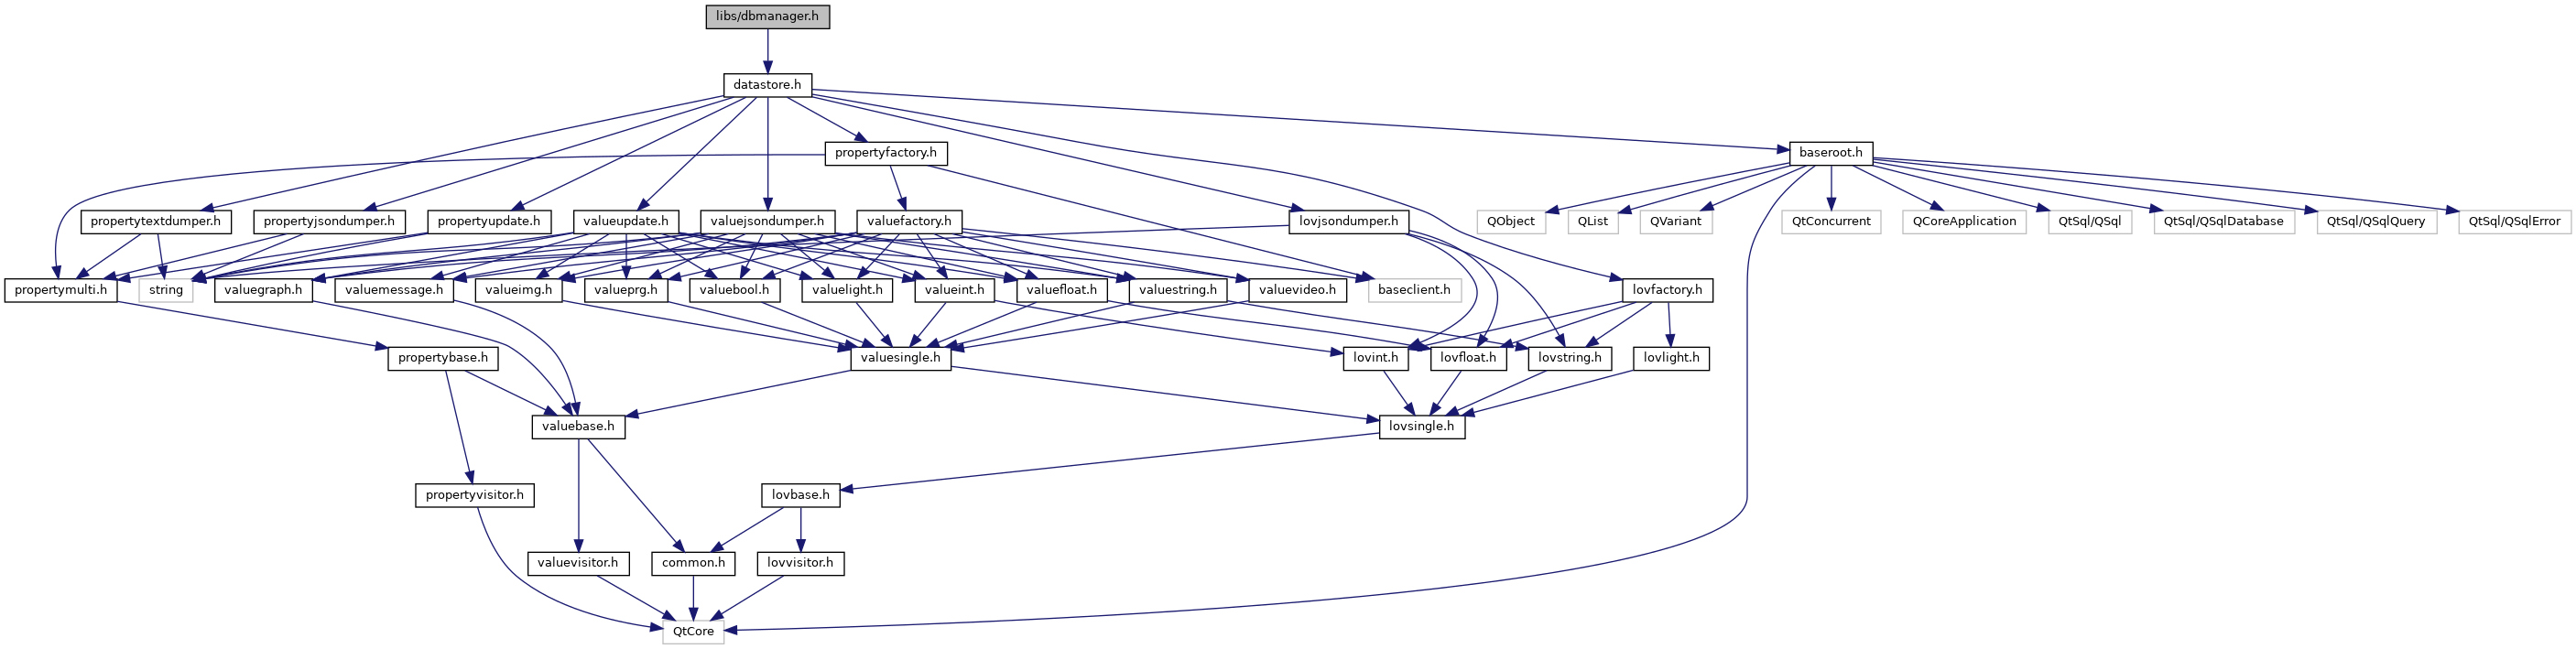 libs/dbmanager.h
datastore.h
propertyfactory.h
baseroot.h
propertytextdumper.h
propertyjsondumper.h
propertyupdate.h
valueupdate.h
valuejsondumper.h
valuefactory.h
lovjsondumper.h
QObject
QList
QVariant
QtConcurrent
QCoreApplication
QtSql/QSql
QtSql/QSqlDatabase
QtSql/QSqlQuery
QtSql/QSqlError
propertymulti.h
string
valuegraph.h
valuemessage.h
valueimg.h
valueprg.h
valuebool.h
valuelight.h
valueint.h
valuefloat.h
valuestring.h
valuevideo.h
baseclient.h
lovfactory.h
propertybase.h
valuesingle.h
lovint.h
lovfloat.h
lovstring.h
lovlight.h
valuebase.h
lovsingle.h
propertyvisitor.h
lovbase.h
valuevisitor.h
common.h
lovvisitor.h
QtCore